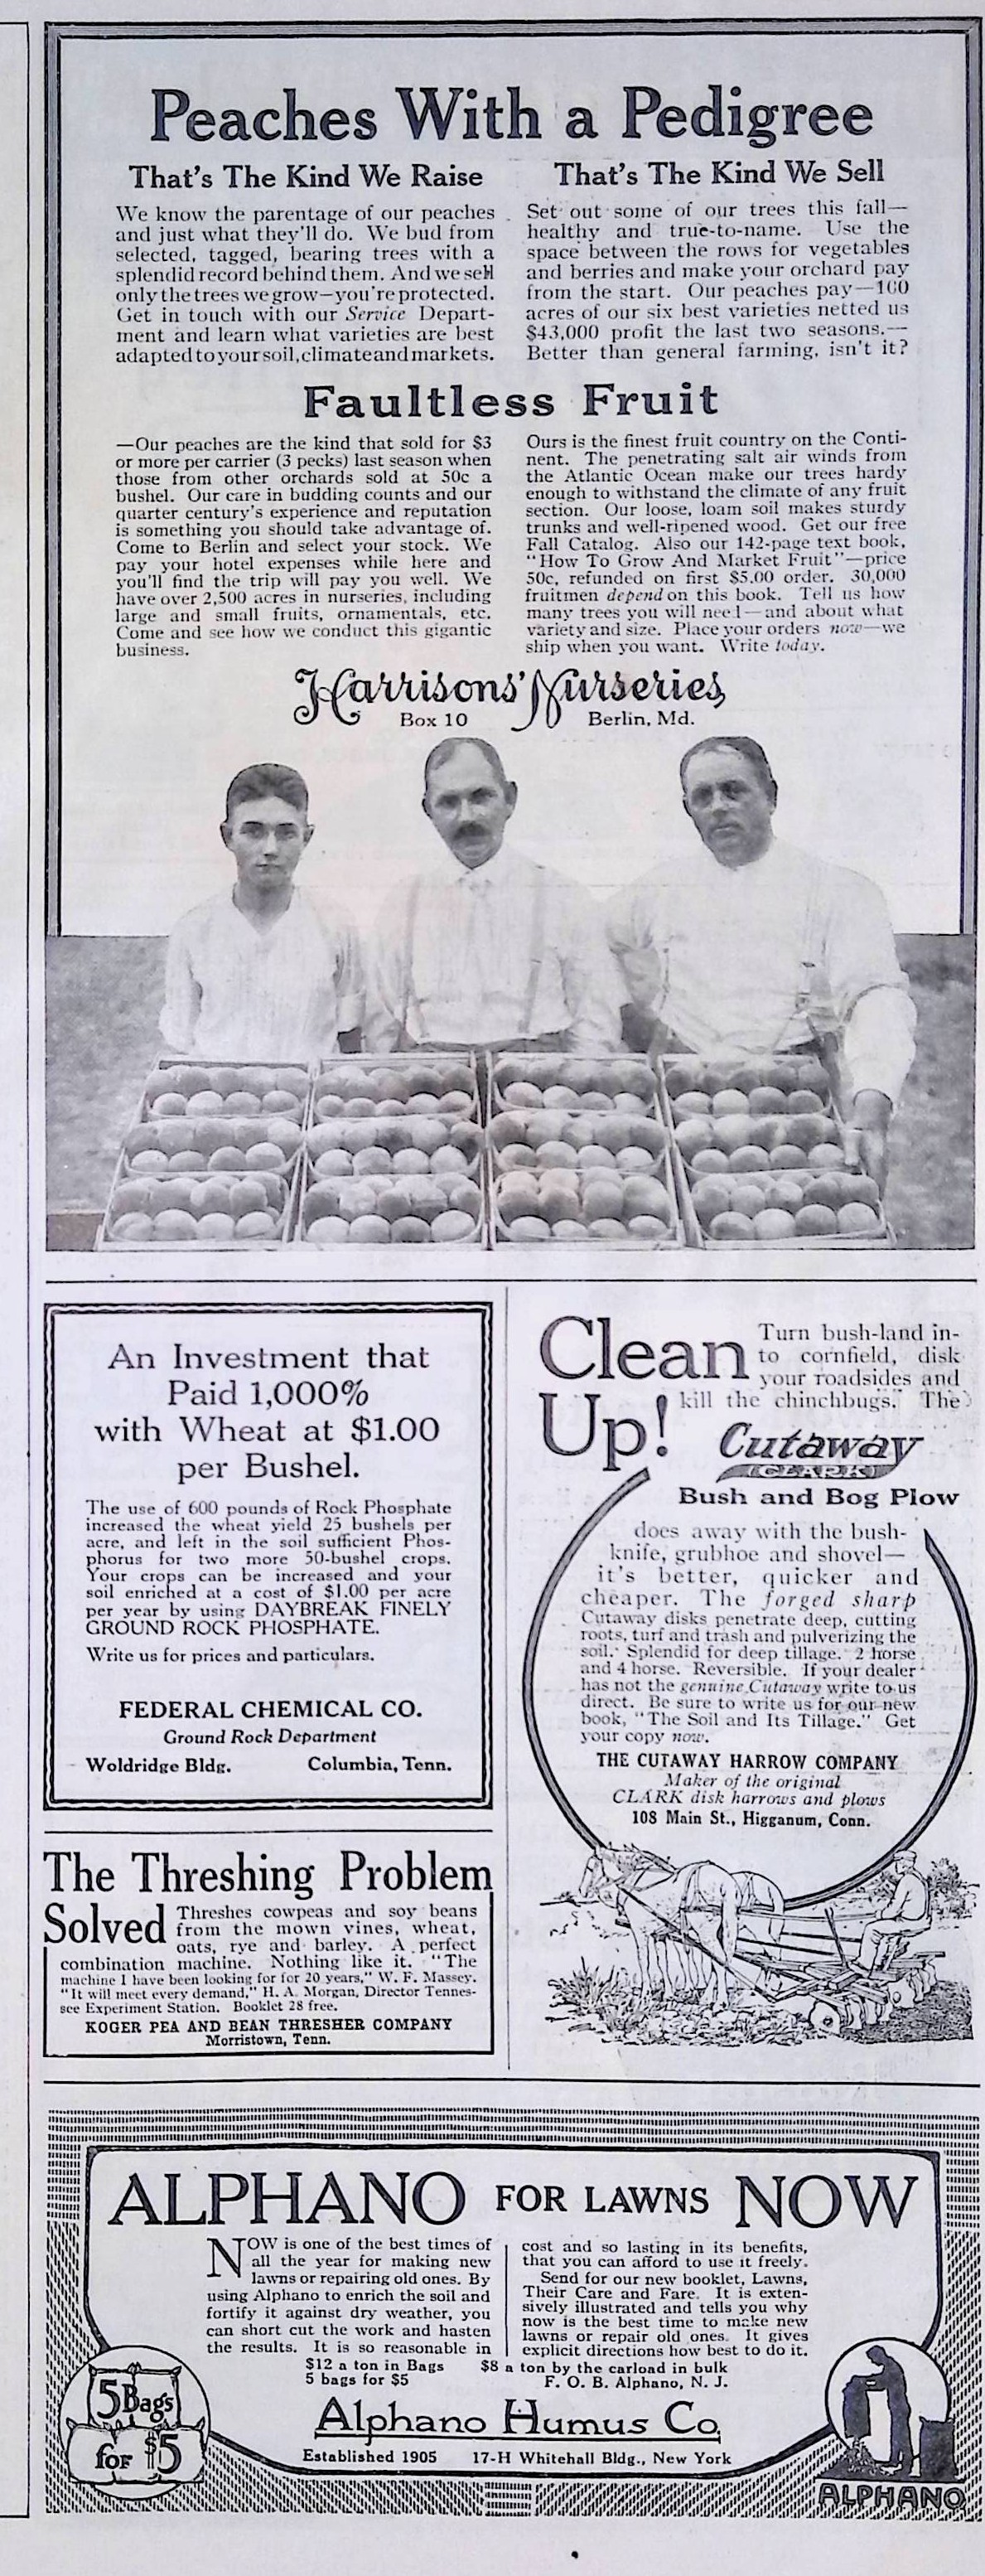 Peaches With a Pedigree
That's The Kind We Raise
We know the parentage of our peaches
and just what they'll do. We bud from
selected, tagged, bearing trees with a
splendid record behind them. And we sell
only the trees we grow—you're protected.
Get in touch with our Service Depart-
ment and learn what varieties are best
adapted to your soil, climate and markets.
That's The Kind We Sell
Set out some of our trees this fall—
healthy and true-to-name. Use the
space between the rows for vegetables
and berries and make your orchard pay
from the start. Our peaches pay—100
acres of our six best varieties netted us
$43,000 profit the last two seasons.—
Better than general farming, isn't it?
Faultless Fruit
—Our peaches are the kind that sold for $3
or more per carrier (3 pecks) last season when
those from other orchards sold at 50c a
bushel. Our care in budding counts and our
quarter century's experience and reputation
is something you should take advantage of.
Come to Berlin and select your stock. We
pay your hotel expenses while here and
you'll find the trip will pay you well. We
have over 2,500 acres in nurseries, including
large and small fruits, ornamentals, etc.
Come and see how we conduct this gigantic
business.
Ours is the finest fruit country on the Conti-
nent. The penetrating salt air winds from
the Atlantic Ocean make our trees hardy
enough to withstand the climate of any fruit
section. Our loose, loam soil makes sturdy
trunks and well-ripened wood. Get our free
Fall Catalog. Also our 142-page text book,
"How To Grow And Market Fruit"—price
50c, refunded on first $5.00 order. 30,000
fruitmen depend on this book. Tell us how
many trees you will need—and about what
variety and size. Place your orders now—we
ship when you want. Write today.
Harrisons' Nurseries
Box 10 Berlin, Md.
An Investment that
Paid 1,000%
with Wheat at $1.00
per Bushel.
The use of 600 pounds of Rock Phosphate
increased the wheat yield 25 bushels per
acre, and left in the soil sufficient Phos-
phorus for two more 50-bushel crops.
Your crops can be increased and your
soil enriched at a cost of $1.00 per acre
per year by using DAYBREAK FINELY
GROUND ROCK PHOSPHATE.
Write us for prices and particulars.
FEDERAL CHEMICAL CO.
Ground Rock Department
Woldridge Bldg. Columbia, Tenn.
The Threshing Problem
Solved
Threshes cowpeas and soy beans
from the mown vines, wheat,
oats, rye and barley. A perfect
combination machine. Nothing like it. "The
machine I have been looking for for 20 years," W. F. Massey.
"It will meet every demand," H. A. Morgan, Director Tennes-
see Experiment Station. Booklet 28 free.
KOGER PEA AND BEAN THRESHER COMPANY
Morristown, Tenn.
Clean
Up!
Turn bush-land in-
to cornfield, disk
your roadsides and
kill the chinchbugs. The
Cutaway
CLARK
Bush and Bog Plow
does away with the bush-
knife, grubhoe and shovel—
it's better, quicker and
cheaper. The forged sharp
Cutaway disks penetrate deep, cutting
roots, turf and trash and pulverizing the
soil. Splendid for deep tillage. 2 horse
and 4 horse. Reversible. If your dealer
has not the genuine Cutaway write to us
direct. Be sure to write us for our new
book, "The Soil and Its Tillage." Get
your copy now.
THE CUTAWAY HARROW COMPANY
Maker of the original
CLARK disk harrows and plows
108 Main St., Higganum, Conn.
ALPHANO FOR LAWNS NOW
NOW is one of the best times of
all the year for making new
lawns or repairing old ones. By
using Alphano to enrich the soil and
fortify it against dry weather, you
can short cut the work and hasten
the results. It is so reasonable in
cost and so lasting in its benefits,
that you can afford to use it freely.
Send for our new booklet, Lawns,
Their Care and Fare. It is exten-
sively illustrated and tells you why
now is the best time to make new
lawns or repair old ones. It gives
explicit directions how best to do it.
$12 a ton in Bags $8 a ton by the carload in bulk
5 bags for $5 F. O. B. Alphano, N. J.
Alphano Humus Co.
Established 1905 17-H Whitehall Bldg., New York
5 Bags
for $5
ALPHANO